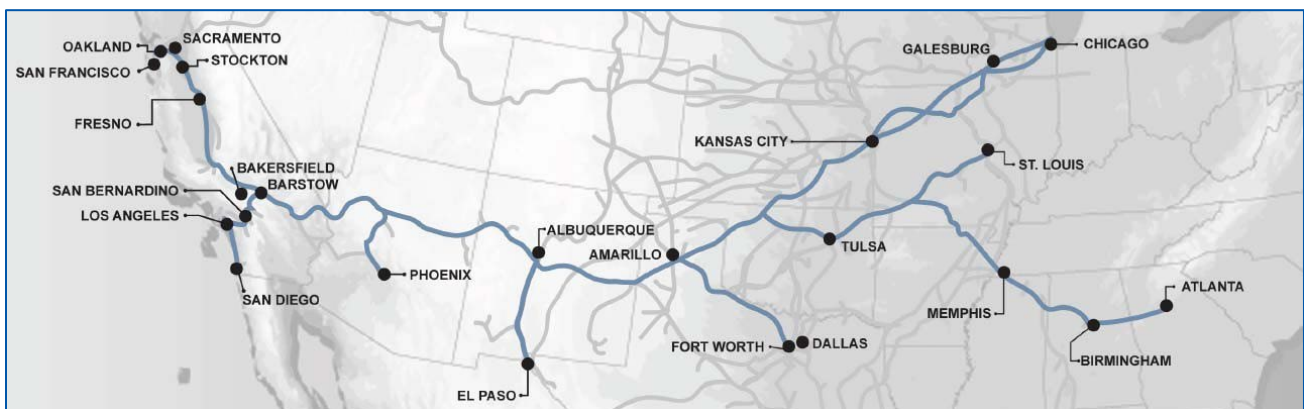 OAKLAND
SACRAMENTO
SAN FRANCISCO
STOCKTON
FRESNO
BAKERSFIELD
SAN BERNARDINO
BARSTOW
LOS ANGELES
SAN DIEGO
PHOENIX
ALBUQUERQUE
EL PASO
AMARILLO
FORT WORTH
DALLAS
KANSAS CITY
GALESBURG
CHICAGO
ST. LOUIS
TULSA
MEMPHIS
ATLANTA
BIRMINGHAM